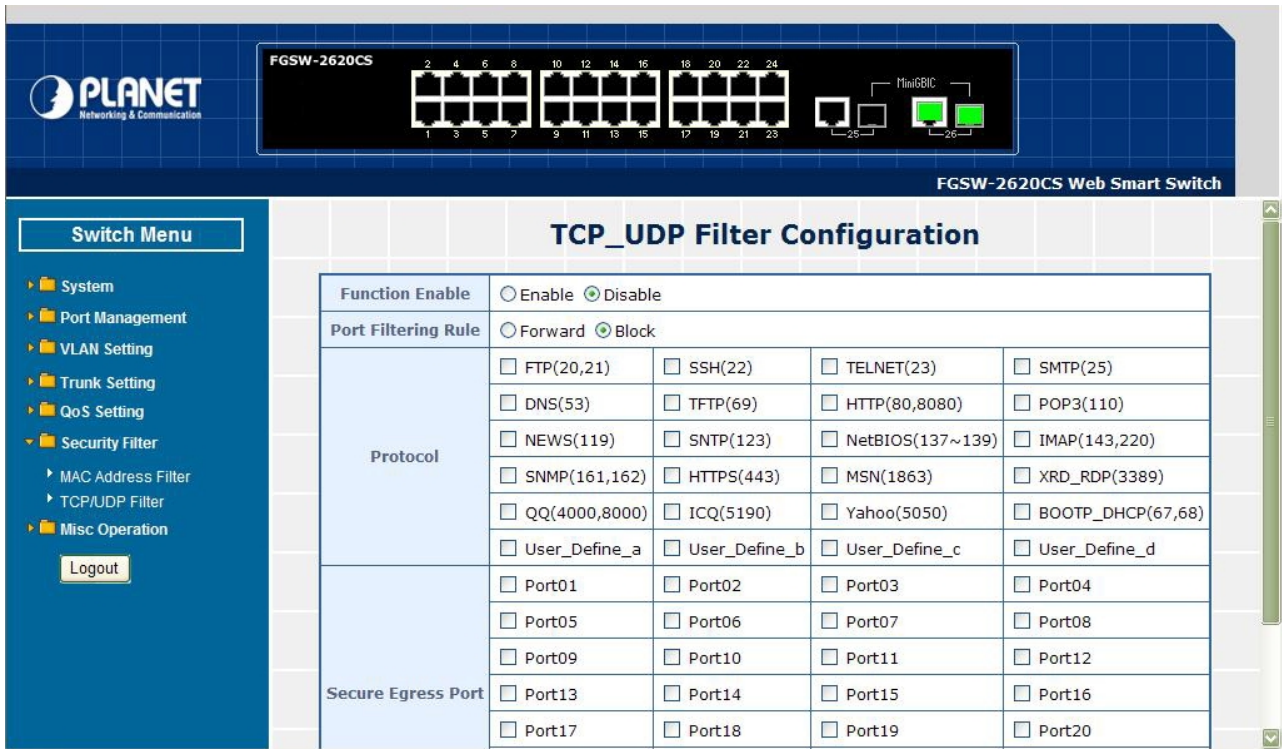 PLANET
Networking & Communication
FGSW-2620CS
2 4 6 8 10 12 14 16 18 20 22 24
MiniGBIC
1 3 5 7 9 11 13 15 17 19 21 23
25 26
FGSW-2620CS Web Smart Switch
Switch Menu
System
Port Management
VLAN Setting
Trunk Setting
QoS Setting
Security Filter
MAC Address Filter
TCP/UDP Filter
Misc Operation
Logout
TCP_UDP Filter Configuration
Function Enable Enable Disable
Port Filtering Rule Forward Block
Protocol
FTP(20,21) SSH(22) TELNET(23) SMTP(25)
DNS(53) TFTP(69) HTTP(80,8080) POP3(110)
NEWS(119) SNTP(123) NetBIOS(137~139) IMAP(143,220)
SNMP(161,162) HTTPS(443) MSN(1863) XRD_RDP(3389)
QQ(4000,8000) ICQ(5190) Yahoo(5050) BOOTP_DHCP(67,68)
User_Define_a User_Define_b User_Define_c User_Define_d
Secure Egress Port
Port01 Port02 Port03 Port04
Port05 Port06 Port07 Port08
Port09 Port10 Port11 Port12
Port13 Port14 Port15 Port16
Port17 Port18 Port19 Port20